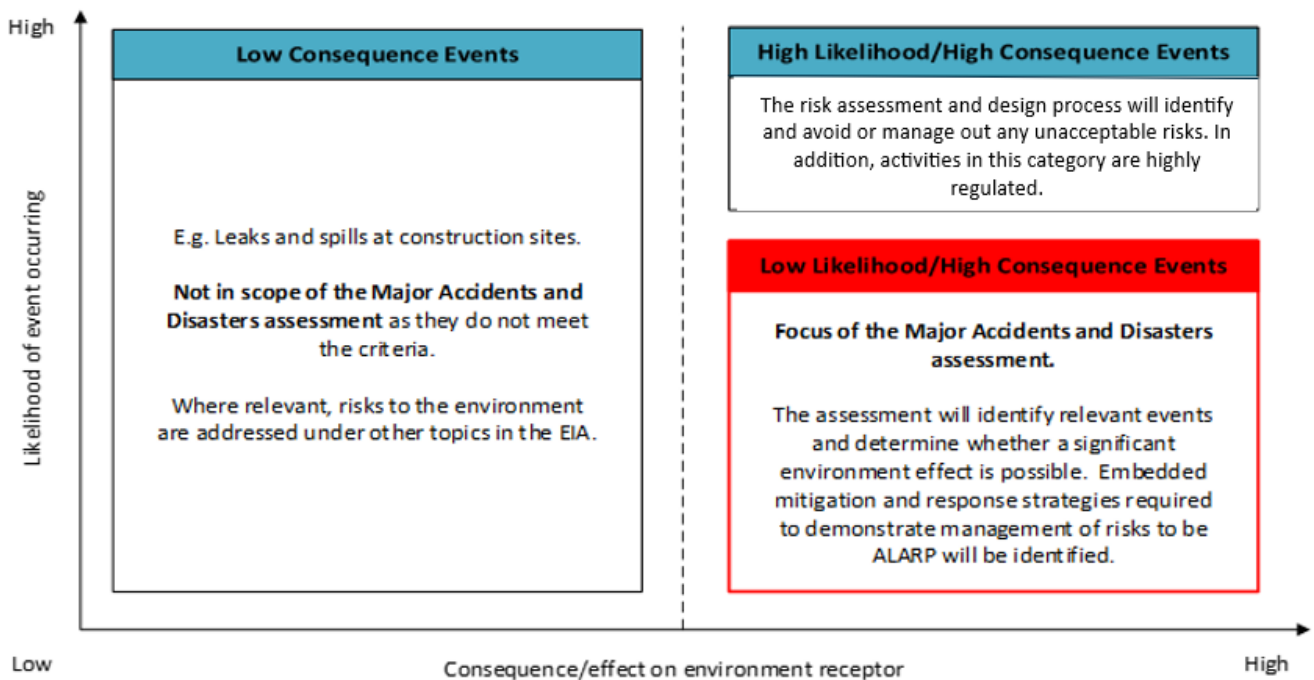 High
Likelihood of event occurring
Low Consequence Events
E.g. Leaks and spills at construction sites.
Not in scope of the Major Accidents and
Disasters assessment as they do not meet
the criteria.
Where relevant, risks to the environment
are addressed under other topics in the EIA.
High Likelihood/High Consequence Events
The risk assessment and design process will identify
and avoid or manage out any unacceptable risks. In
addition, activities in this category are highly
regulated.
Low Likelihood/High Consequence Events
Focus of the Major Accidents and Disasters
assessment.
The assessment will identify relevant events
and determine whether a significant
environment effect is possible. Embedded
mitigation and response strategies required
to demonstrate management of risks to be
ALARP will be identified.
Low
Consequence/effect on environment receptor
High